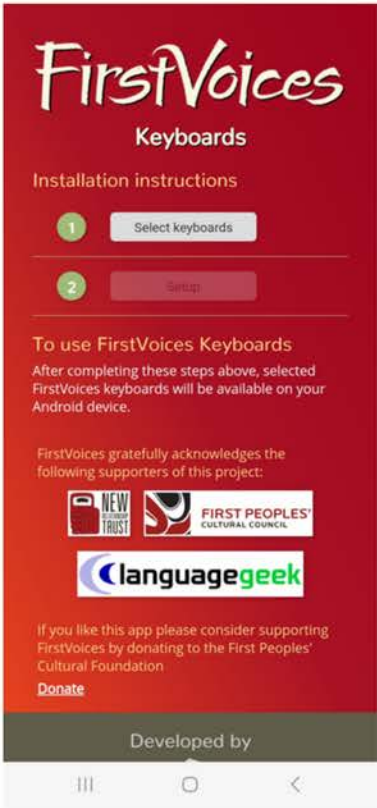 FirstVoices
Keyboards
Installation instructions
1
Select keyboards
2
Setup
To use FirstVoices Keyboards
After completing these steps above, selected
FirstVoices keyboards will be available on your
Android device.
FirstVoices gratefully acknowledges the
following supporters of this project:
NEW
RELATIONSHIP
TRUST
FIRST PEOPLES'
CULTURAL COUNCIL
languagegeek
If you like this app please consider supporting
FirstVoices by donating to the First Peoples'
Cultural Foundation
Donate
Developed by